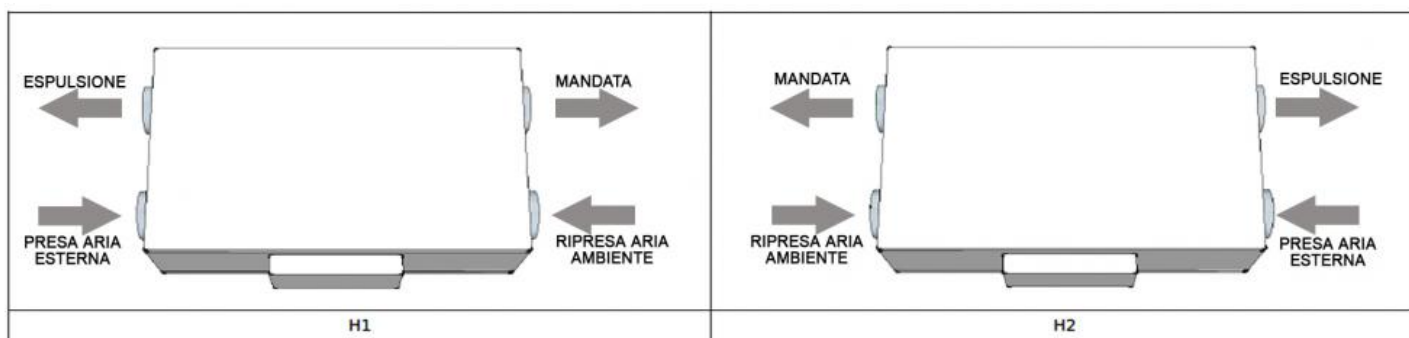 ESPULSIONE
MANDATA
PRESA ARIA
ESTERNA
RIPRESA ARIA
AMBIENTE
H1
MANDATA
ESPULSIONE
RIPRESA ARIA
AMBIENTE
PRESA ARIA
ESTERNA
H2